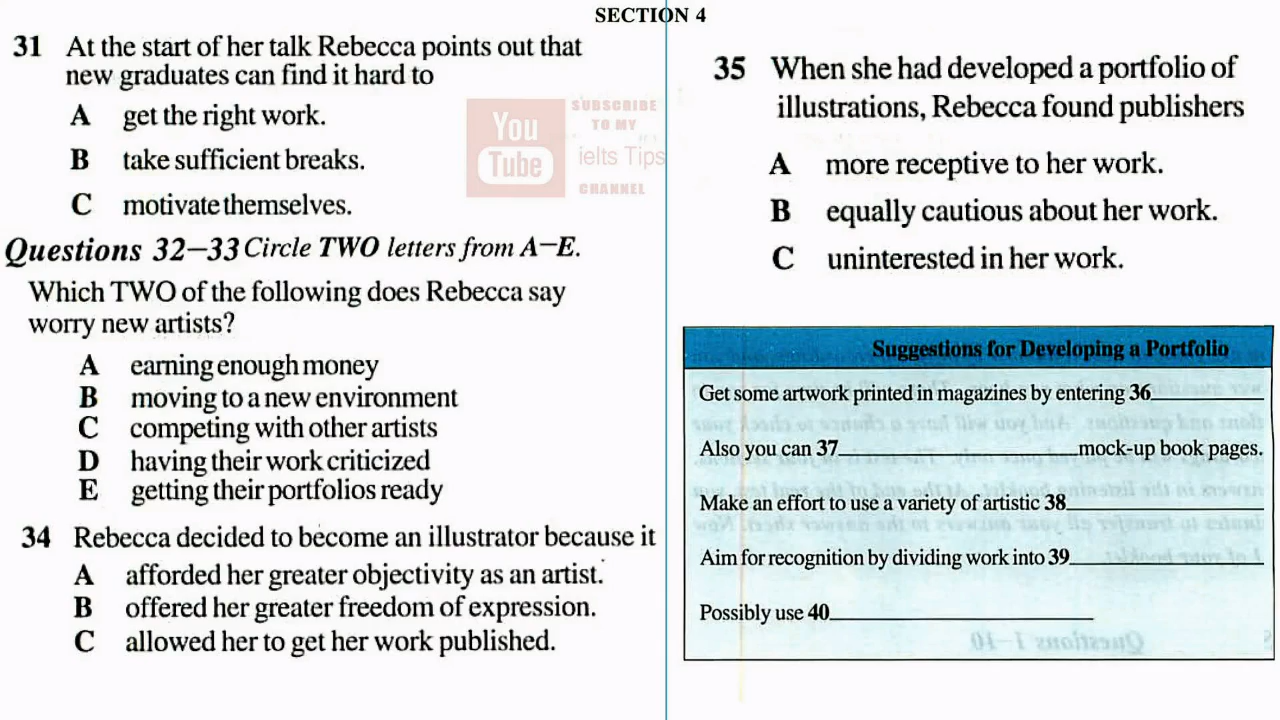 SECTION 4
31 At the start of her talk Rebecca points out that
new graduates can find it hard to
A get the right work.
B take sufficient breaks.
C motivate themselves.
You
Tube
SUBSCRIBE
TO MY
ielts Tips
CHANNEL
Questions 32–33 Circle TWO letters from A–E.
Which TWO of the following does Rebecca say
worry new artists?
A earning enough money
B moving to a new environment
C competing with other artists
D having their work criticized
E getting their portfolios ready
34 Rebecca decided to become an illustrator because it
A afforded her greater objectivity as an artist.
B offered her greater freedom of expression.
C allowed her to get her work published.
35 When she had developed a portfolio of
illustrations, Rebecca found publishers
A more receptive to her work.
B equally cautious about her work.
C uninterested in her work.
Suggestions for Developing a Portfolio
Get some artwork printed in magazines by entering 36
Also you can 37 mock-up book pages.
Make an effort to use a variety of artistic 38
Aim for recognition by dividing work into 39
Possibly use 40
Questions 1–10